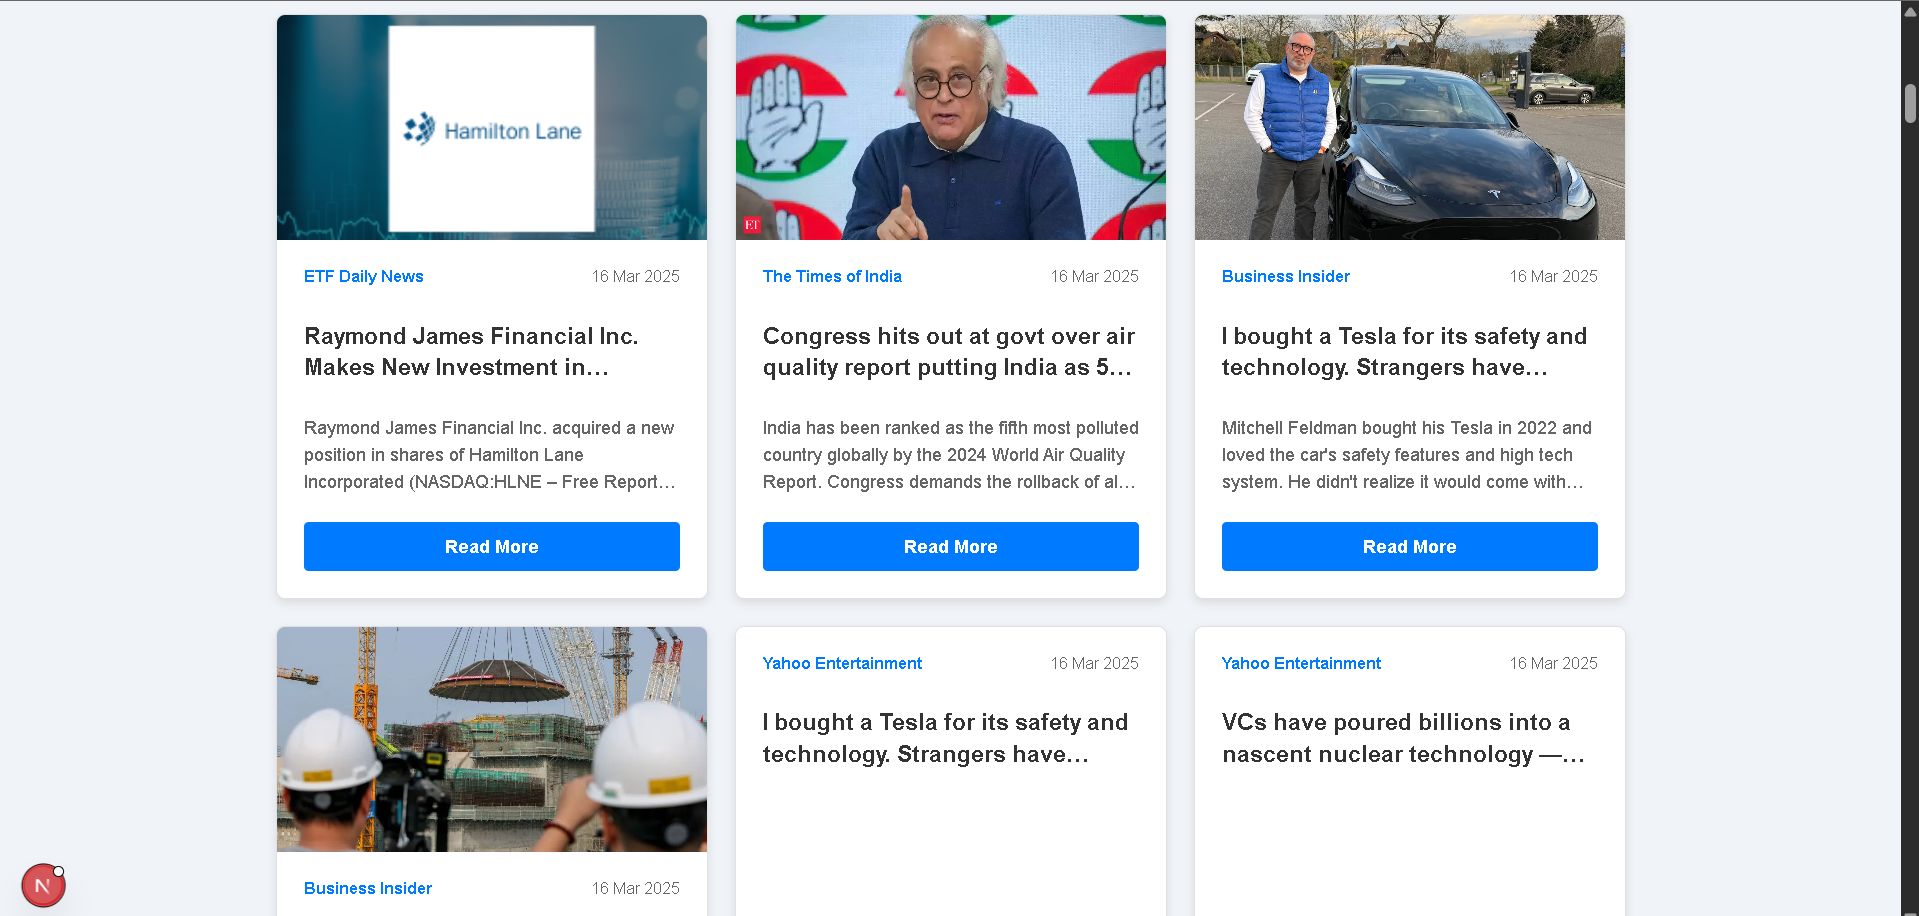 Hamilton Lane
ET
ETF Daily News 16 Mar 2025
Raymond James Financial Inc.
Makes New Investment in...
Raymond James Financial Inc. acquired a new
position in shares of Hamilton Lane
Incorporated (NASDAQ:HLNE – Free Report...
Read More
The Times of India 16 Mar 2025
Congress hits out at govt over air
quality report putting India as 5...
India has been ranked as the fifth most polluted
country globally by the 2024 World Air Quality
Report. Congress demands the rollback of al...
Read More
Business Insider 16 Mar 2025
I bought a Tesla for its safety and
technology. Strangers have...
Mitchell Feldman bought his Tesla in 2022 and
loved the car's safety features and high tech
system. He didn't realize it would come with...
Read More
Business Insider 16 Mar 2025
Yahoo Entertainment 16 Mar 2025
I bought a Tesla for its safety and
technology. Strangers have...
Yahoo Entertainment 16 Mar 2025
VCs have poured billions into a
nascent nuclear technology —...
N